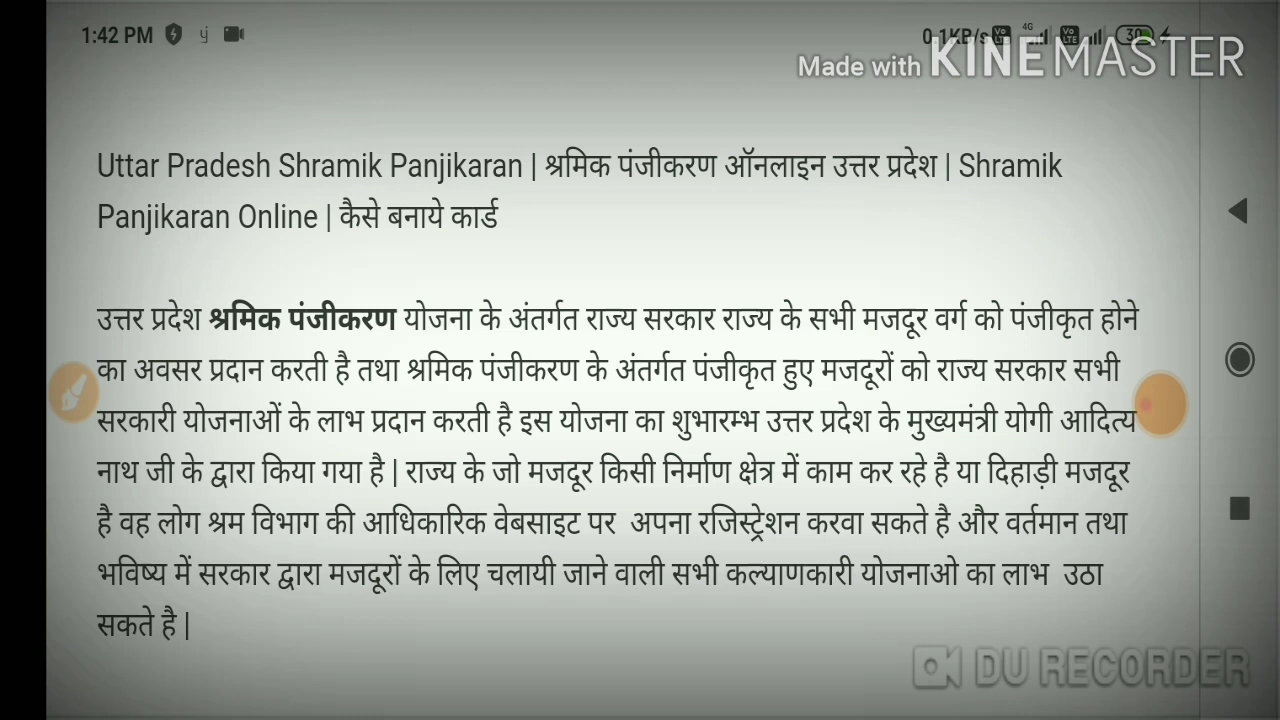 1:42 PM
0.1KB/s 4G 30
Made with KINEMASTER
Uttar Pradesh Shramik Panjikaran | श्रमिक पंजीकरण ऑनलाइन उत्तर प्रदेश | Shramik
Panjikaran Online | कैसे बनाये कार्ड
उत्तर प्रदेश श्रमिक पंजीकरण योजना के अंतर्गत राज्य सरकार राज्य के सभी मजदूर वर्ग को पंजीकृत होने
का अवसर प्रदान करती है तथा श्रमिक पंजीकरण के अंतर्गत पंजीकृत हुए मजदूरों को राज्य सरकार सभी
सरकारी योजनाओं के लाभ प्रदान करती है इस योजना का शुभारम्भ उत्तर प्रदेश के मुख्यमंत्री योगी आदित्य
नाथ जी के द्वारा किया गया है | राज्य के जो मजदूर किसी निर्माण क्षेत्र में काम कर रहे है या दिहाड़ी मजदूर
है वह लोग श्रम विभाग की आधिकारिक वेबसाइट पर अपना रजिस्ट्रेशन करवा सकते है और वर्तमान तथा
भविष्य में सरकार द्वारा मजदूरों के लिए चलायी जाने वाली सभी कल्याणकारी योजनाओ का लाभ उठा
सकते है |
DU RECORDER